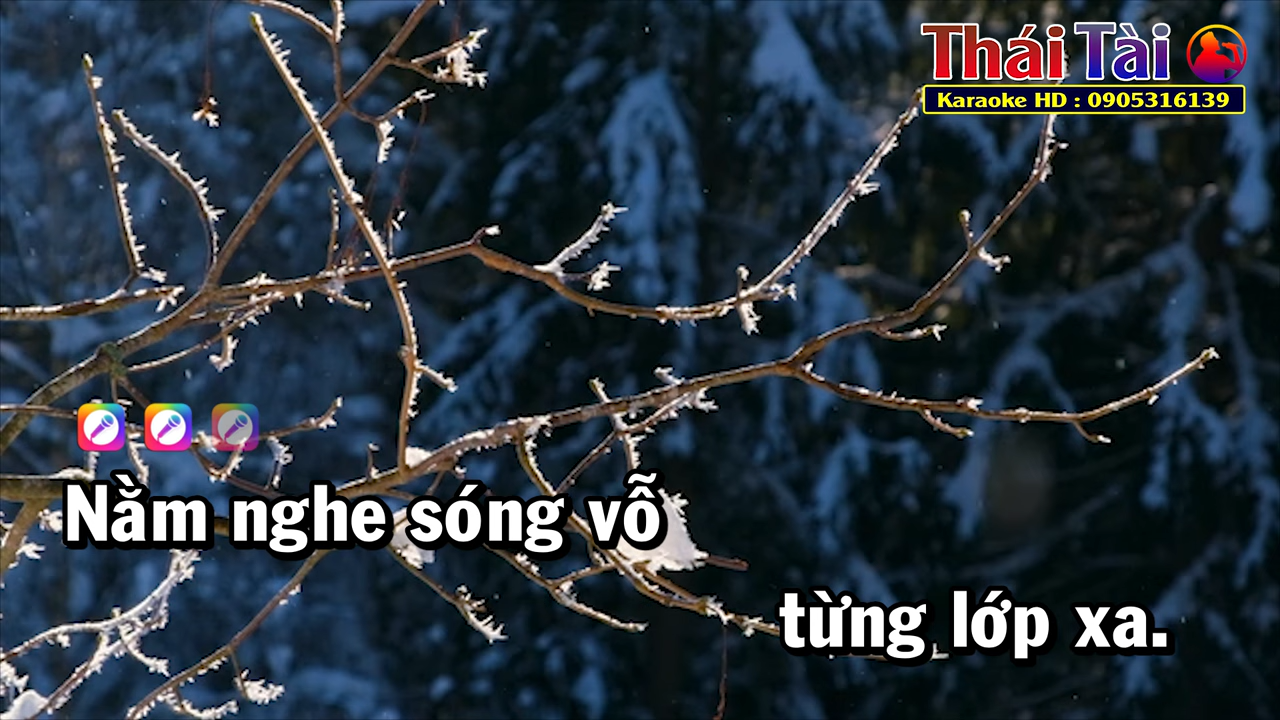 Thái Tài
Karaoke HD : 0905316139
Nằm nghe sóng vỗ
từng lớp xa.